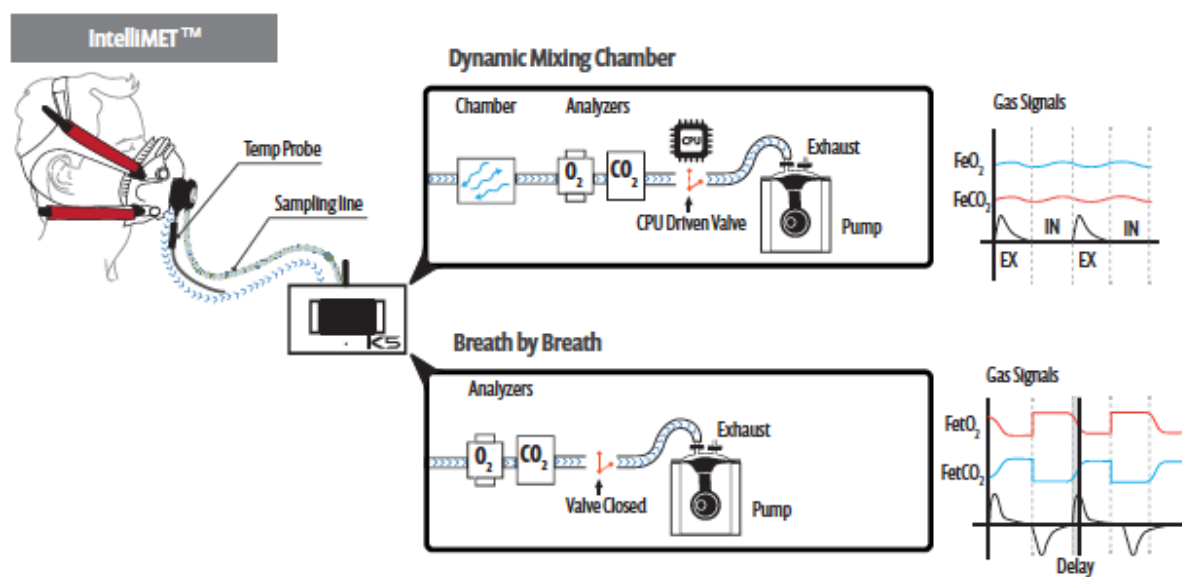 IntelliMET™
Temp Probe
Sampling line
K5
Dynamic Mixing Chamber
Chamber
Analyzers
O2
CO2
CPU
Exhaust
CPU Driven Valve
Pump
Gas Signals
FeO2
FeCO2
IN
IN
EX
EX
Breath by Breath
Analyzers
O2
CO2
Exhaust
Valve Closed
Pump
Gas Signals
FetO2
FetCO2
Delay